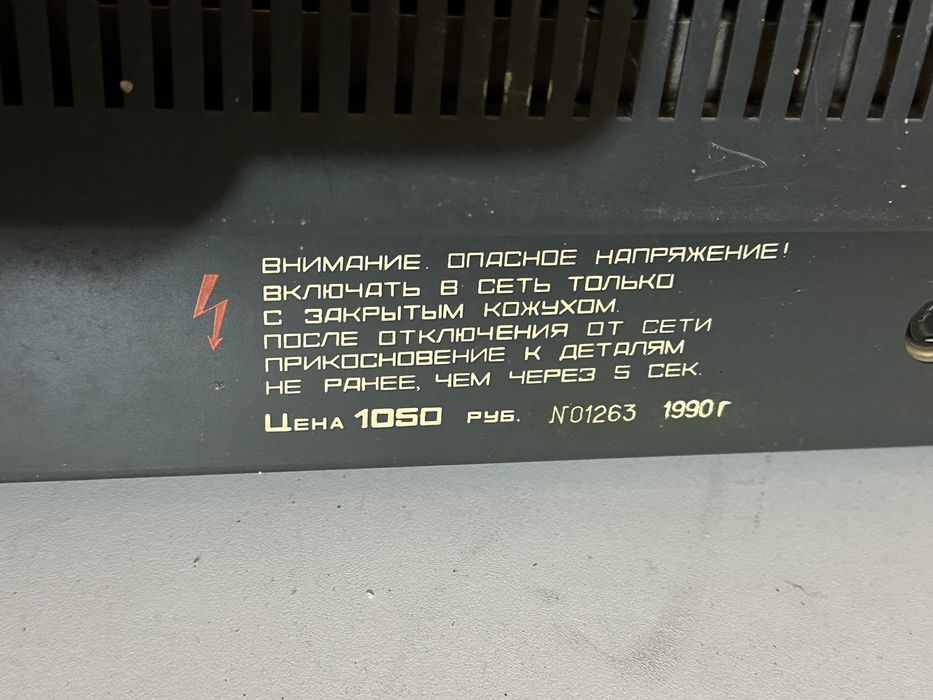 ВНИМАНИЕ. ОПАСНОЕ НАПРЯЖЕНИЕ!
ВКЛЮЧАТЬ В СЕТЬ ТОЛЬКО
С ЗАКРЫТЫМ КОЖУХОМ.
ПОСЛЕ ОТКЛЮЧЕНИЯ ОТ СЕТИ
ПРИКОСНОВЕНИЕ К ДЕТАЛЯМ
НЕ РАНЕЕ, ЧЕМ ЧЕРЕЗ 5 СЕК.
ЦЕНА 1050 РУБ. N01263 1990г